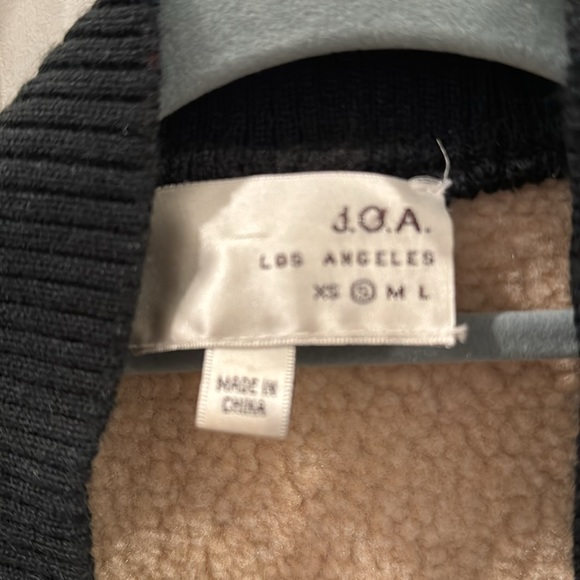 J.O.A.
LOS ANGELES
XS S M L
MADE IN
CHINA